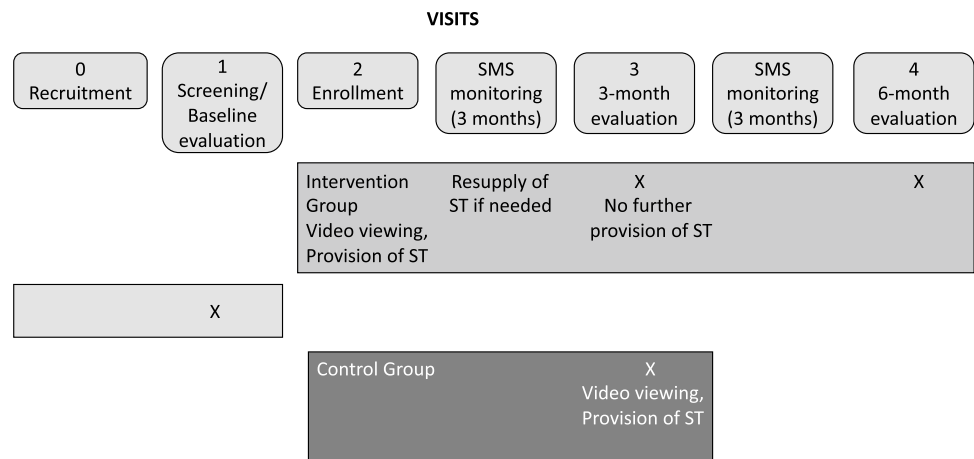 VISITS
0
Recruitment
1
Screening/
Baseline
evaluation
2
Enrollment
SMS
monitoring
(3 months)
3
3-month
evaluation
SMS
monitoring
(3 months)
4
6-month
evaluation
Intervention
Group
Video viewing,
Provision of ST
Resupply of
ST if needed
X
No further
provision of ST
X
X
Control Group
X
Video viewing,
Provision of ST